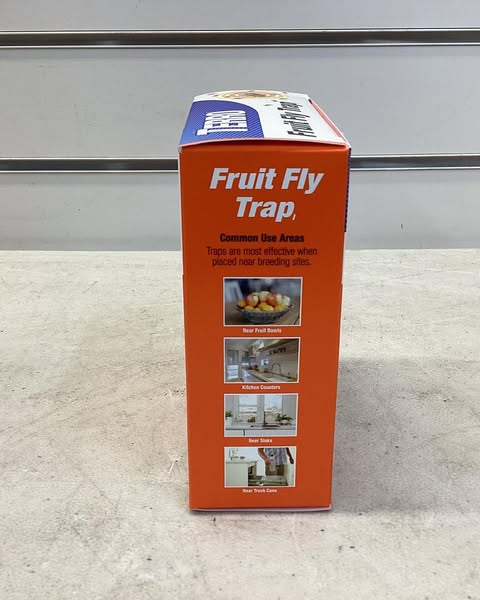 TERRO
Fruit Fly Trap
Fruit Fly
Trap
Common Use Areas
Traps are most effective when
placed near breeding sites.
Near Fruit Bowls
Kitchen Counters
Near Sinks
Near Trash Cans